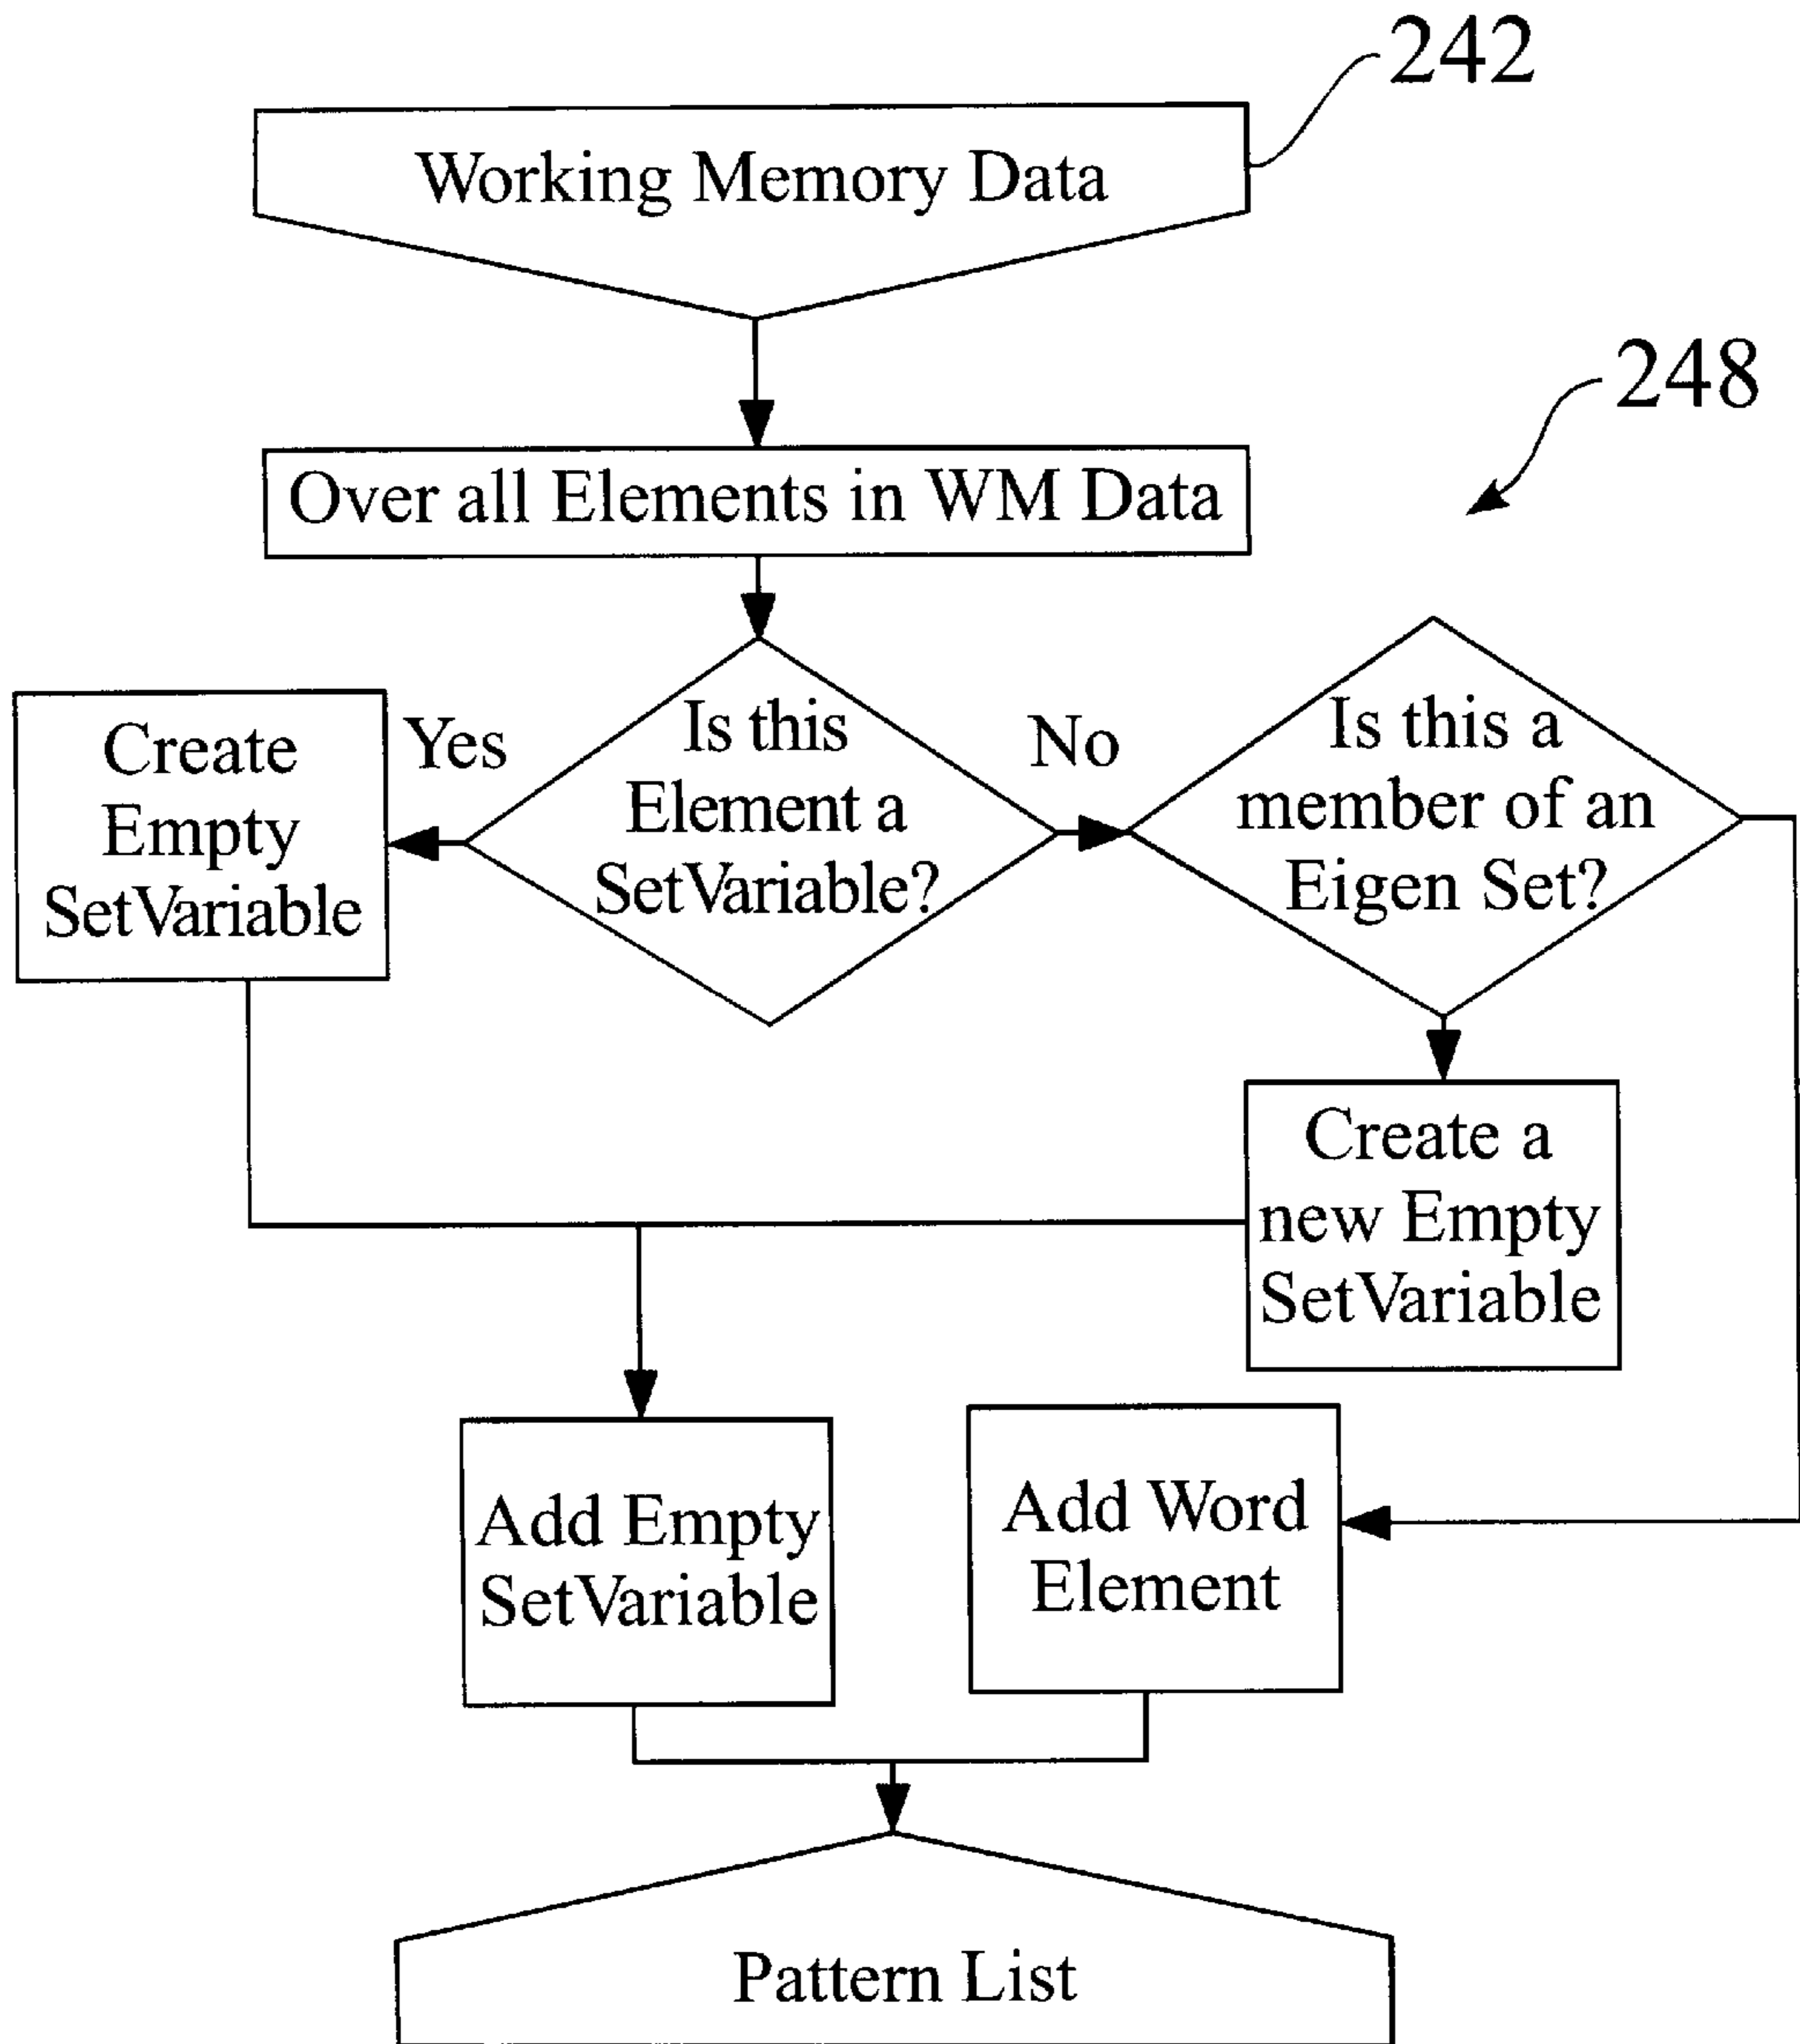 242
Working Memory Data
248
Over all Elements in WM Data
Create
Empty
SetVariable
Yes
Is this
Element a
SetVariable?
No
Is this a
member of an
Eigen Set?
Create a
new Empty
SetVariable
Add Empty
SetVariable
Add Word
Element
Pattern List